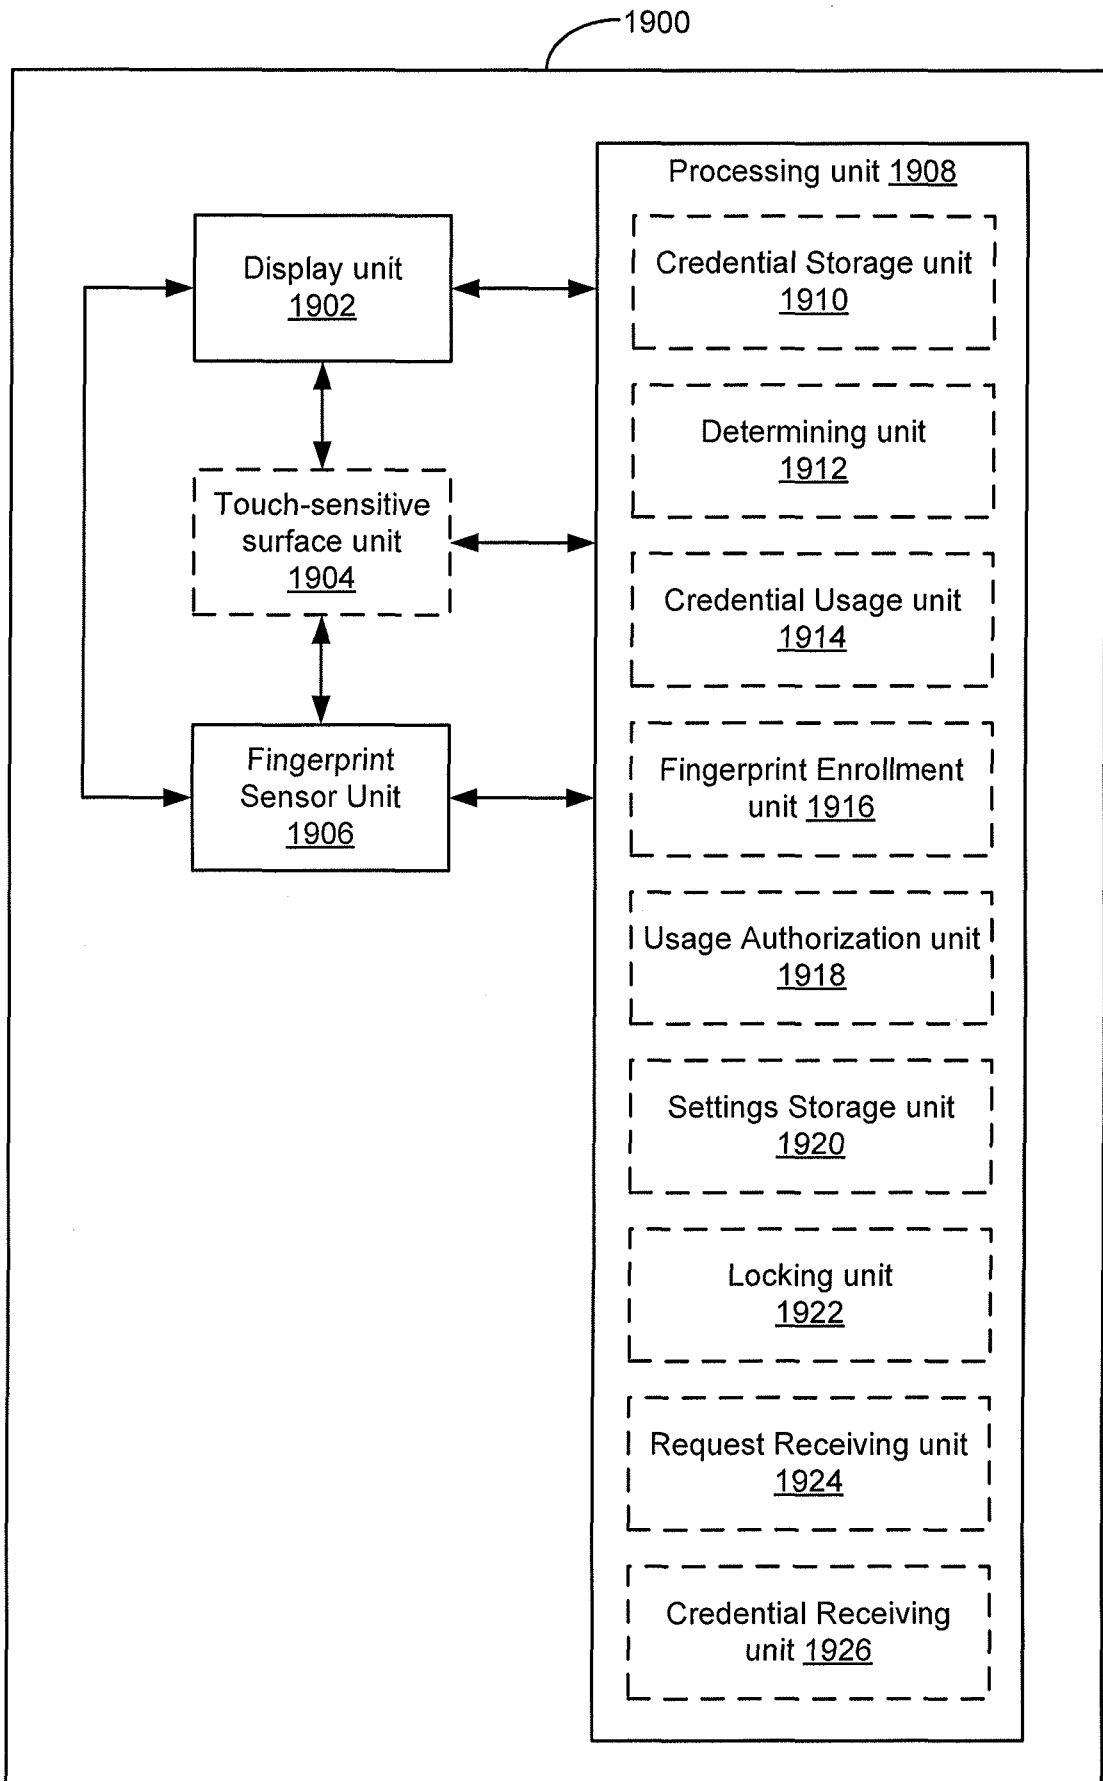 1900
Processing unit 1908
Display unit
1902
Touch-sensitive
surface unit
1904
Fingerprint
Sensor Unit
1906
Credential Storage unit
1910
Determining unit
1912
Credential Usage unit
1914
Fingerprint Enrollment
unit 1916
Usage Authorization unit
1918
Settings Storage unit
1920
Locking unit
1922
Request Receiving unit
1924
Credential Receiving
unit 1926